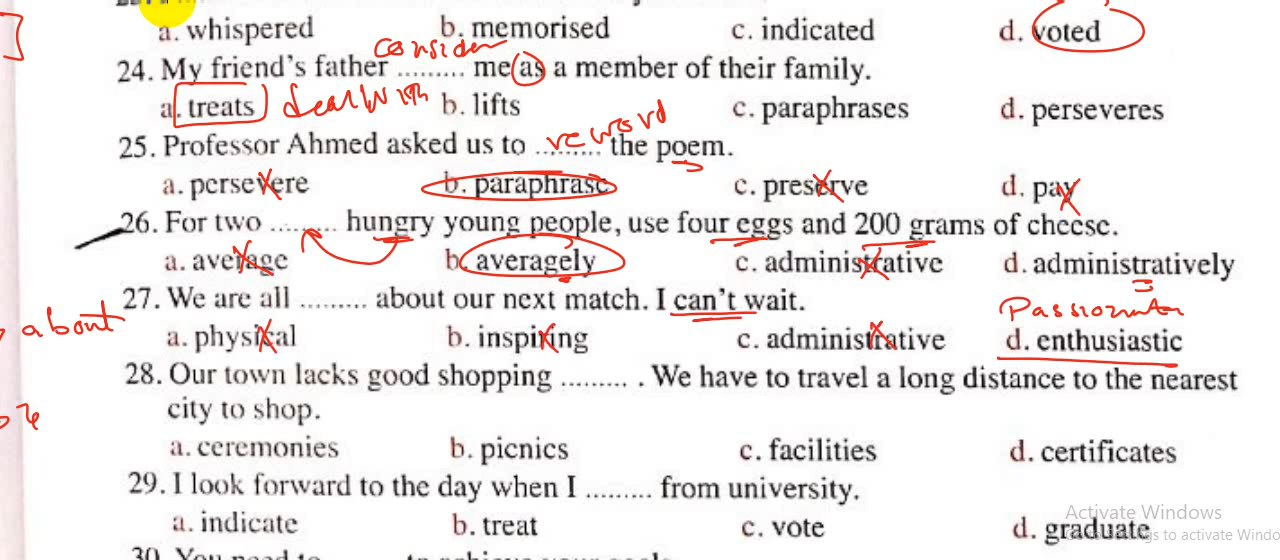 a. whispered b. memorised c. indicated d. voted
consider
24. My friend's father ......... me as a member of their family.
a. treats deal with b. lifts c. paraphrases d. perseveres
reword
25. Professor Ahmed asked us to ......... the poem.
a. persevere b. paraphrase c. preserve d. pay
26. For two ......... hungry young people, use four eggs and 200 grams of cheese.
a. average b. averagely c. administrative d. administratively
27. We are all ......... about our next match. I can't wait.
about Passionate
a. physical b. inspiring c. administrative d. enthusiastic
28. Our town lacks good shopping ......... . We have to travel a long distance to the nearest
city to shop.
a. ceremonies b. picnics c. facilities d. certificates
29. I look forward to the day when I ......... from university.
a. indicate b. treat c. vote d. graduate
Activate Windows
to activate Windo